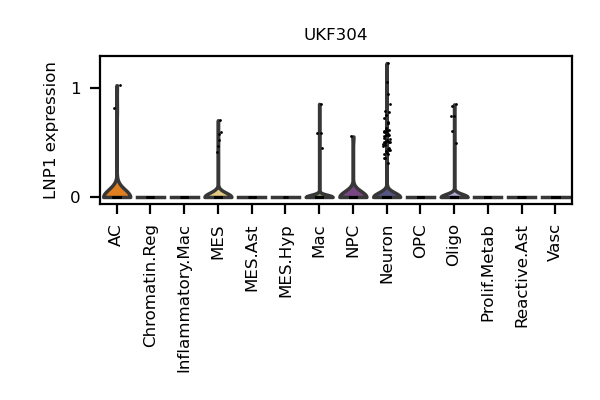 UKF304
LNP1 expression
1
0
AC
Chromatin.Reg
Inflammatory.Mac
MES
MES.Ast
MES.Hyp
Mac
NPC
Neuron
OPC
Oligo
Prolif.Metab
Reactive.Ast
Vasc